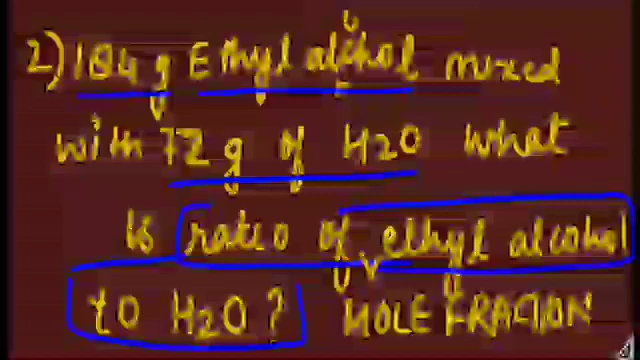 2) 184 g Ethyl alcohol mixed
with 72 g of H2O what
is ratio of ethyl alcohol
to H2O ? MOLE FRACTION